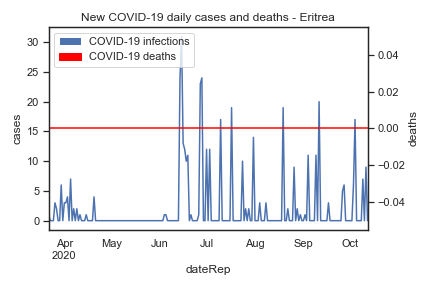 New COVID-19 daily cases and deaths - Eritrea
COVID-19 infections
COVID-19 deaths
30
25
20
15
10
5
0
cases
0.04
0.02
0.00
−0.02
−0.04
deaths
Apr May Jun Jul Aug Sep Oct
2020
dateRep